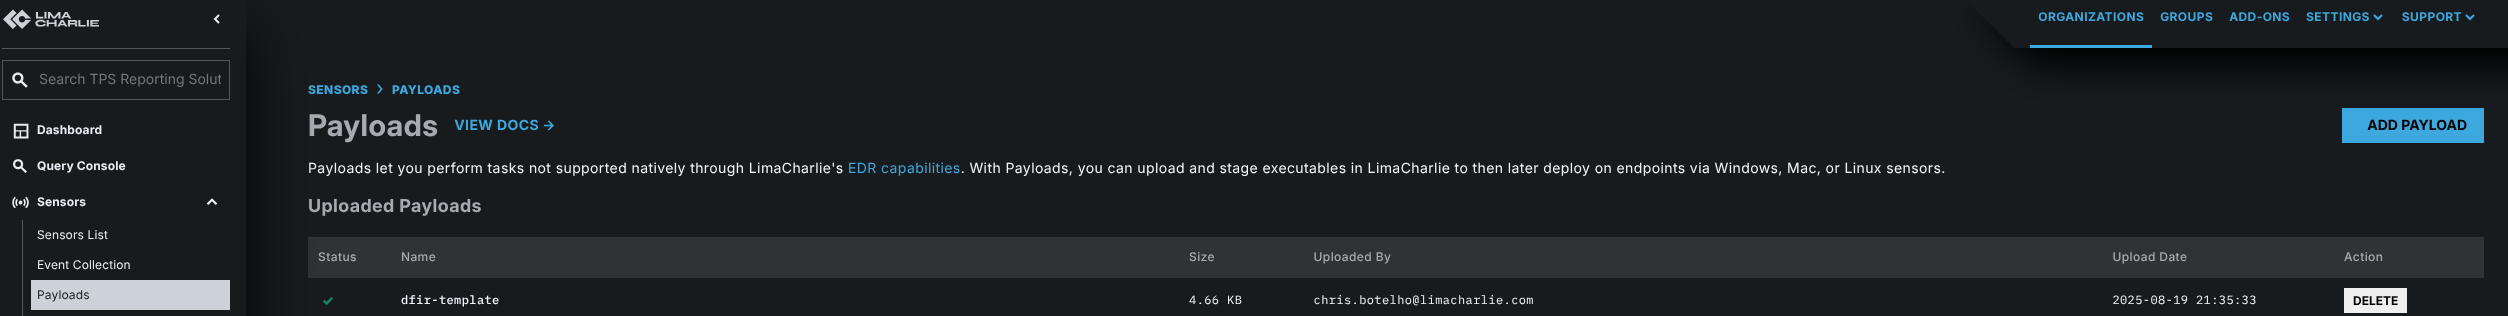 LIMA
CHARLIE
ORGANIZATIONS GROUPS ADD-ONS SETTINGS SUPPORT
Search TPS Reporting Solut
Dashboard
Query Console
Sensors
Sensors List
Event Collection
Payloads
SENSORS > PAYLOADS
Payloads VIEW DOCS →
ADD PAYLOAD
Payloads let you perform tasks not supported natively through LimaCharlie's EDR capabilities. With Payloads, you can upload and stage executables in LimaCharlie to then later deploy on endpoints via Windows, Mac, or Linux sensors.
Uploaded Payloads
Status Name Size Uploaded By Upload Date Action
dfir-template 4.66 KB chris.botelho@limacharlie.com 2025-08-19 21:35:33 DELETE